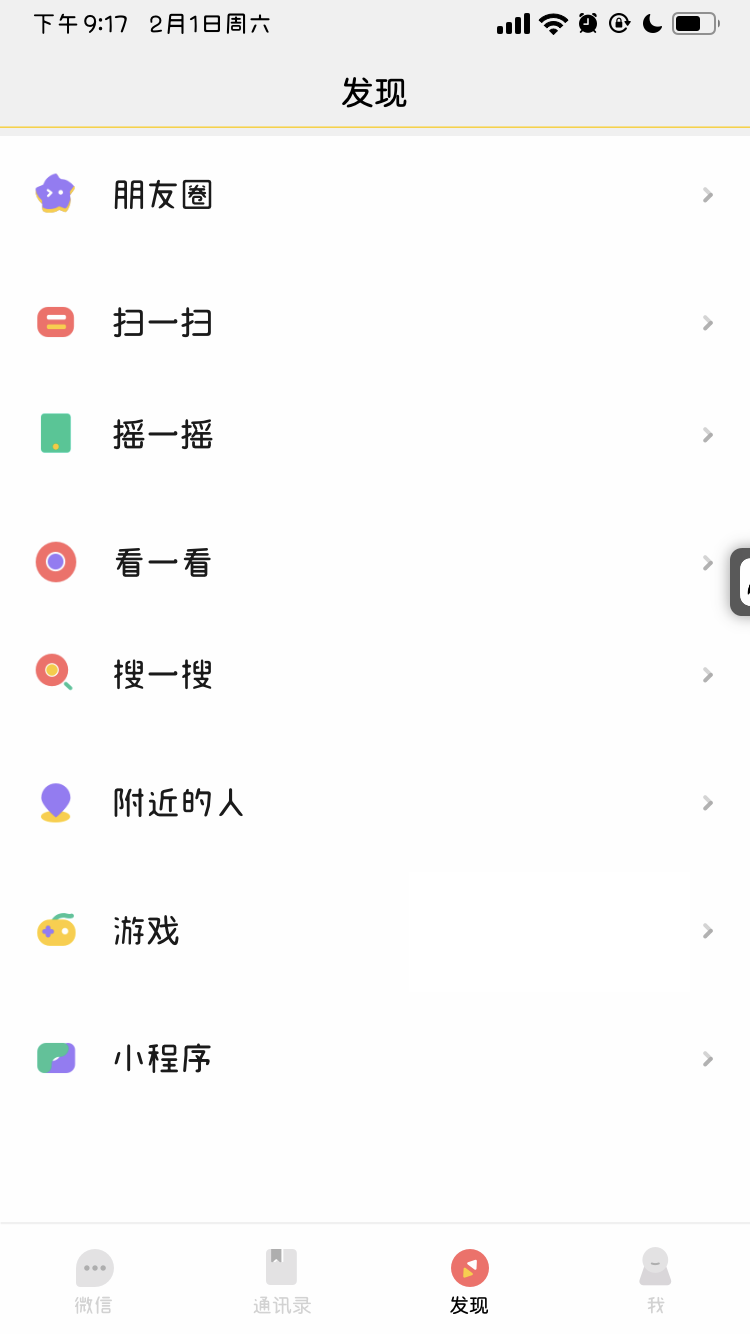 下午9:17 2月1日周六
发现
朋友圈
扫一扫
摇一摇
看一看
搜一搜
附近的人
游戏
小程序
微信 通讯录 发现 我